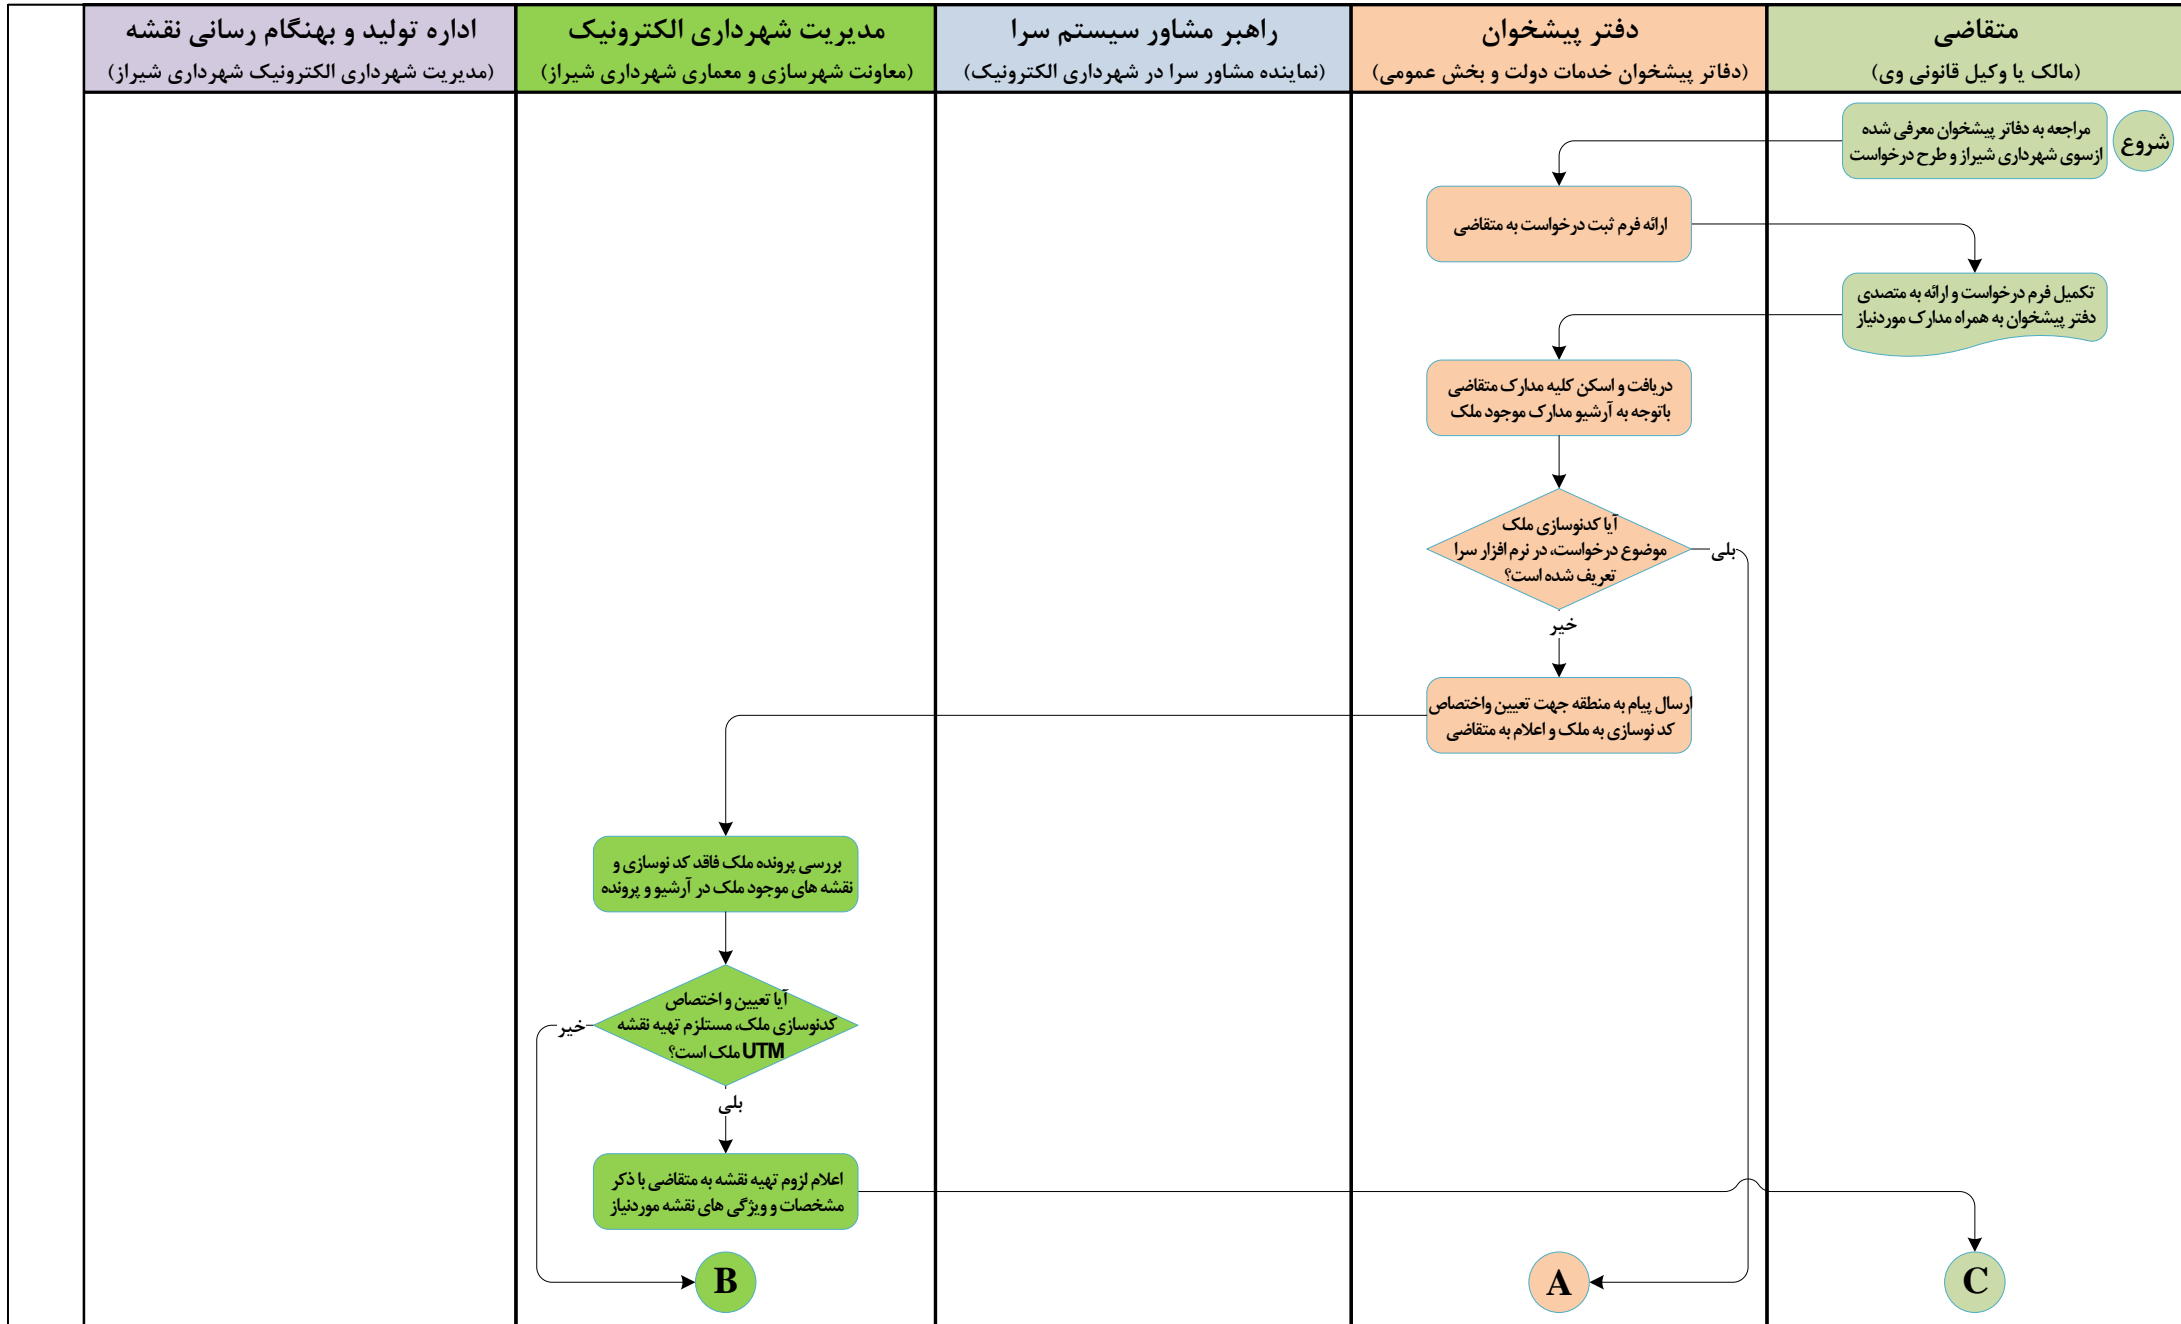 متقاضی
(مالک یا وکیل قانونی وی)
دفتر پیشخوان
(دفاتر پیشخوان خدمات دولت و بخش عمومی)
راهبر مشاور سیستم سرا
(نماینده مشاور سرا در شهرداری الکترونیک)
مدیریت شهرداری الکترونیک
(معاونت شهرسازی و معماری شهرداری شیراز)
اداره تولید و بهنگام رسانی نقشه
(مدیریت شهرداری الکترونیک شهرداری شیراز)
شروع
مراجعه به دفاتر پیشخوان معرفی شده
ازسوی شهرداری شیراز و طرح درخواست
ارائه فرم ثبت درخواست به متقاضی
تکمیل فرم درخواست و ارائه به متصدی
دفتر پیشخوان به همراه مدارک موردنیاز
دریافت و اسکن کلیه مدارک متقاضی
باتوجه به آرشیو مدارک موجود ملک
آیا کدنوسازی ملک
موضوع درخواست، در نرم افزار سرا
تعریف شده است؟
بلی
خیر
ارسال پیام به منطقه جهت تعیین واختصاص
کد نوسازی به ملک و اعلام به متقاضی
بررسی پرونده ملک فاقد کد نوسازی و
نقشه های موجود ملک در آرشیو و پرونده
آیا تعیین و اختصاص
کدنوسازی ملک، مستلزم تهیه نقشه
UTM ملک است؟
خیر
بلی
اعلام لزوم تهیه نقشه به متقاضی با ذکر
مشخصات و ویژگی های نقشه موردنیاز
C
A
B